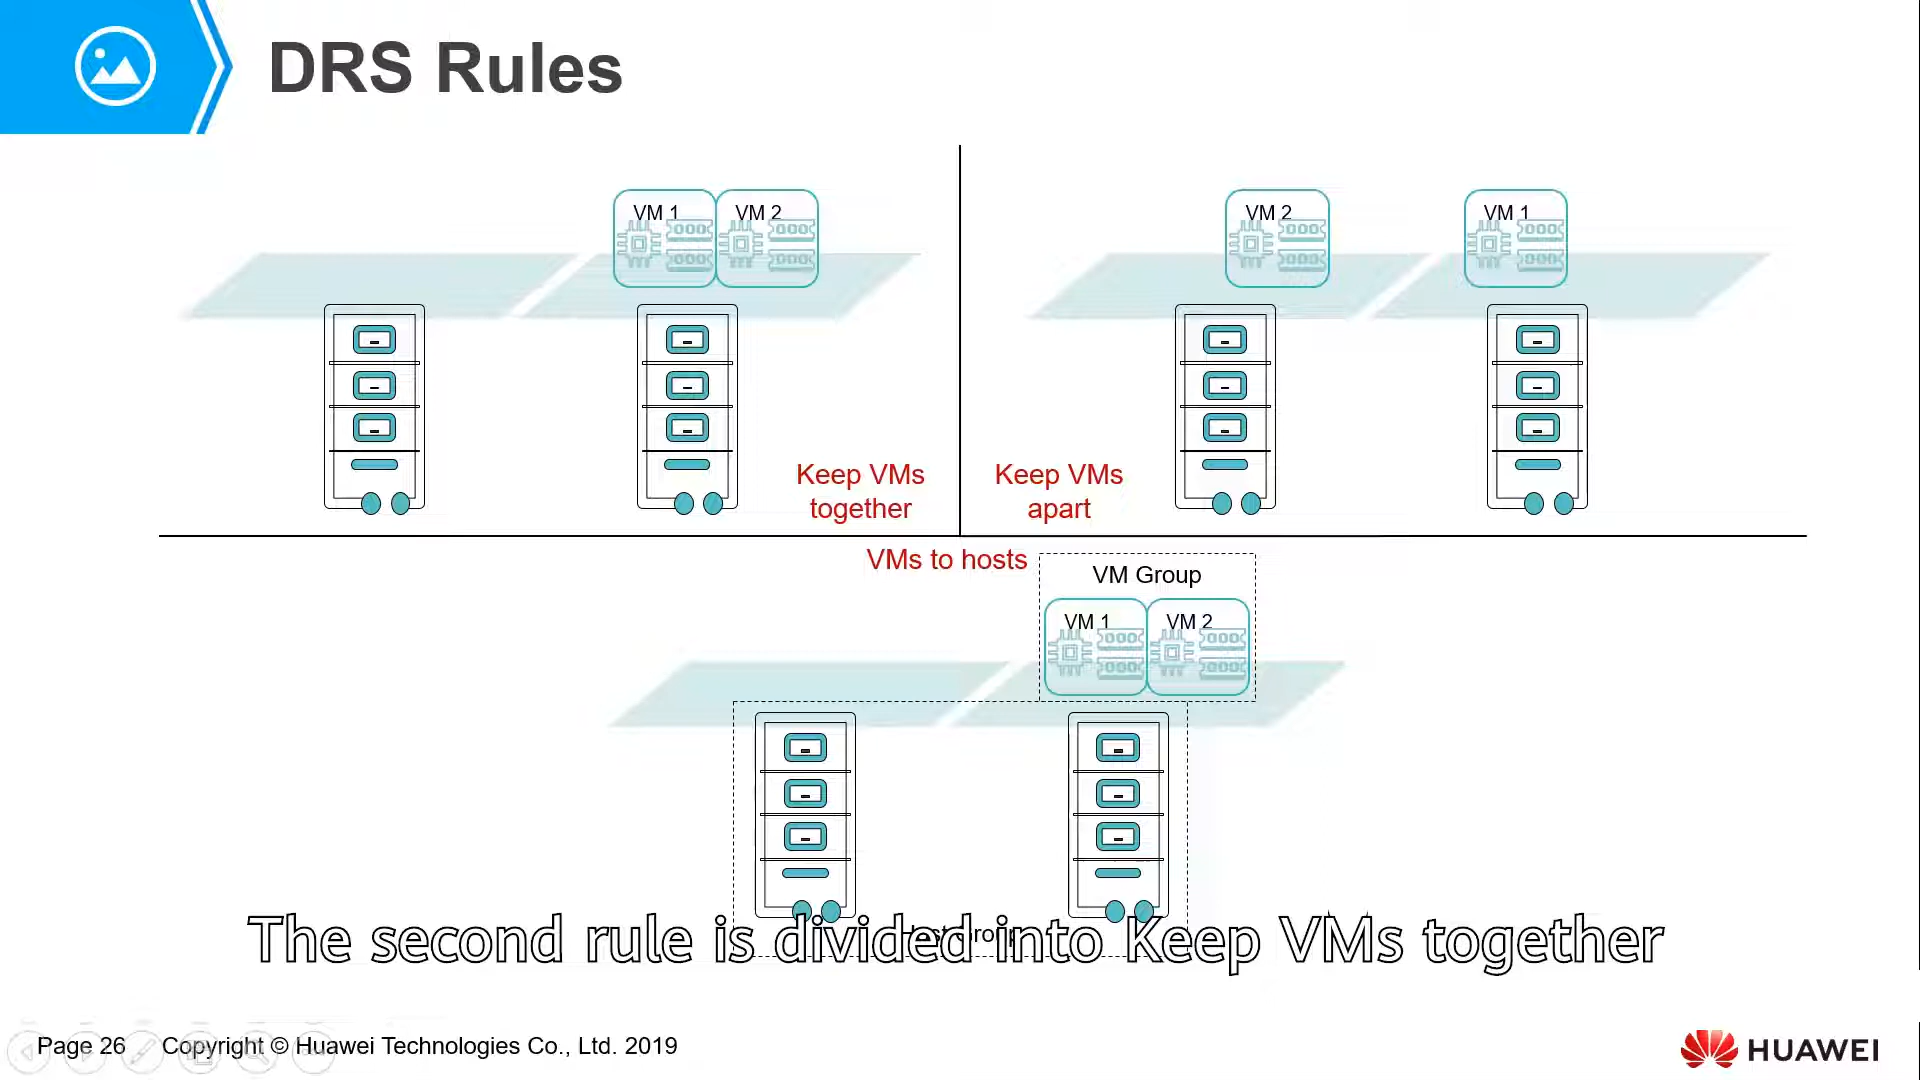 DRS Rules
VM 1
VM 2
VM 2
VM 1
Keep VMs
together
Keep VMs
apart
VMs to hosts
VM Group
VM 1
VM 2
The second rule is divided into Keep VMs together
Page 26
Copyright © Huawei Technologies Co., Ltd. 2019
HUAWEI